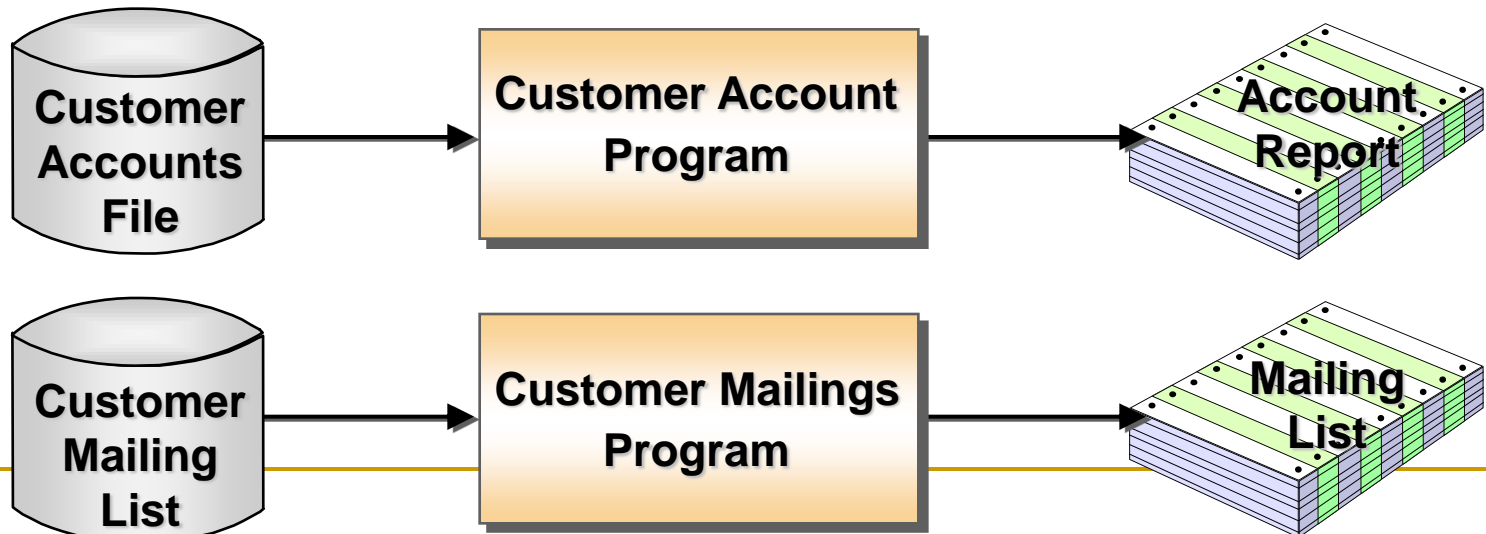 Customer
Accounts
File
Customer Account
Program
Account
Report
Customer
Mailing
List
Customer Mailings
Program
Mailing
List